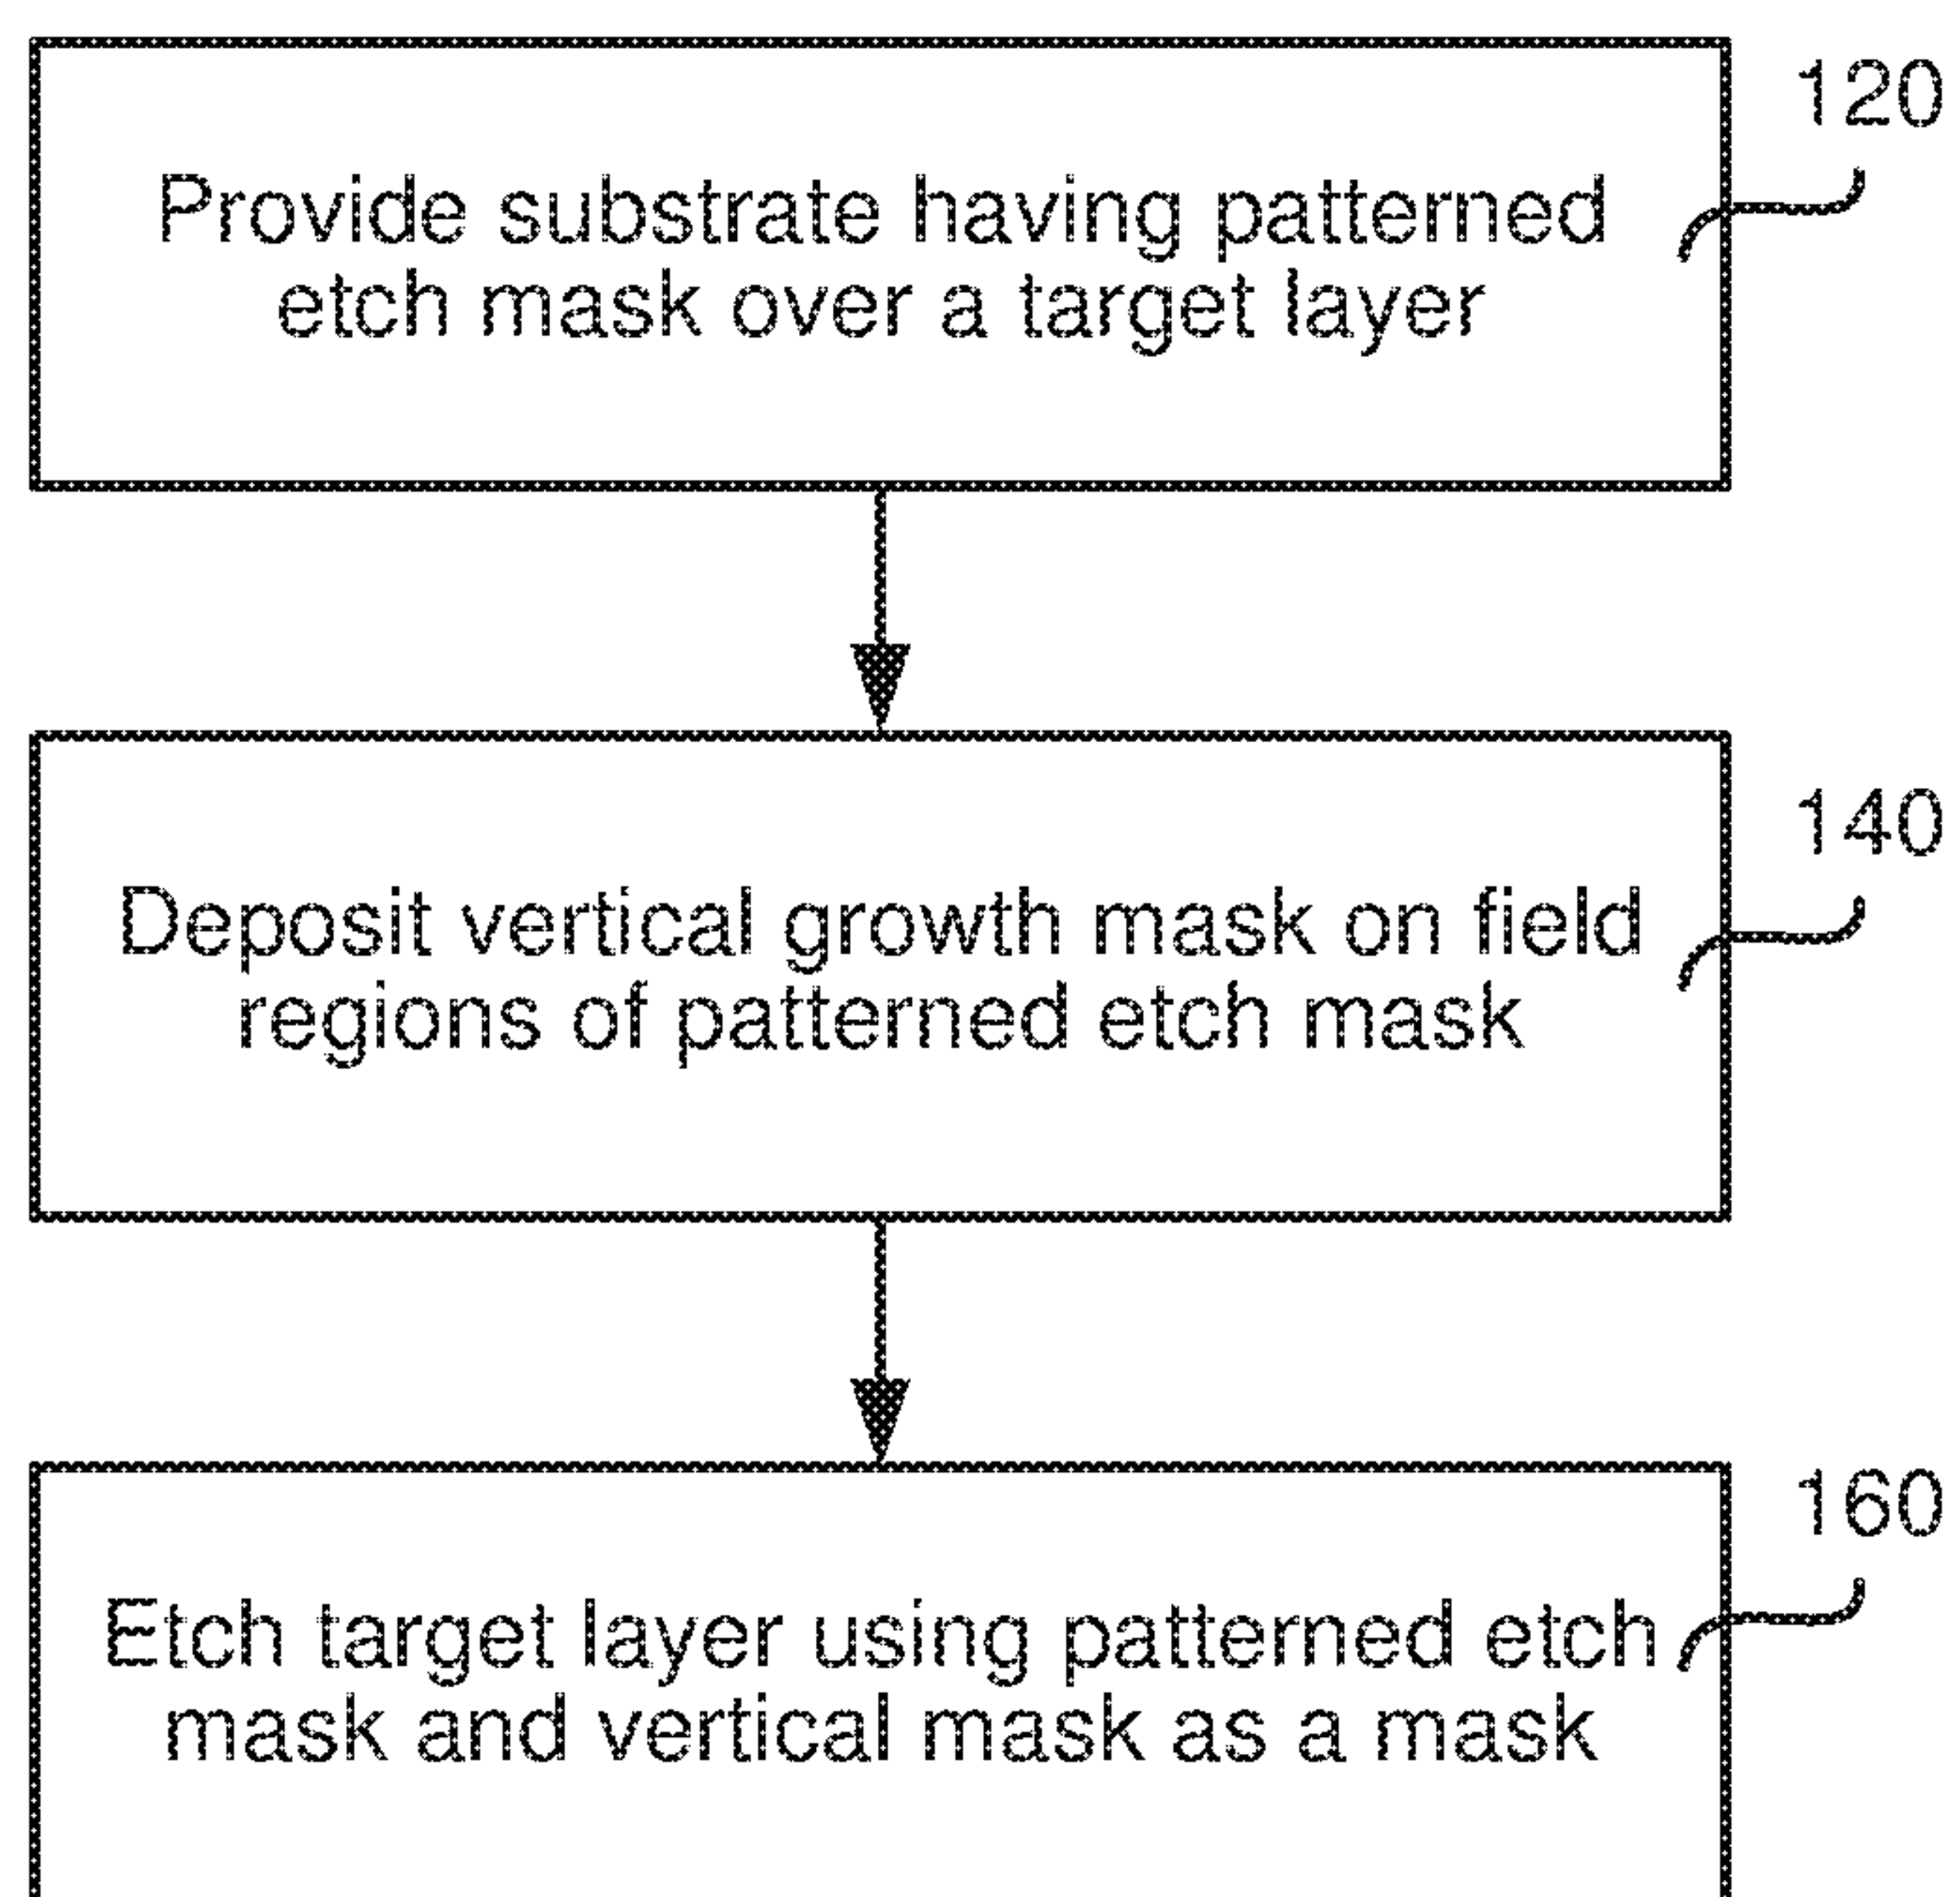 120
Provide substrate having patterned
etch mask over a target layer
140
Deposit vertical growth mask on field
regions of patterned etch mask
160
Etch target layer using patterned etch
mask and vertical mask as a mask